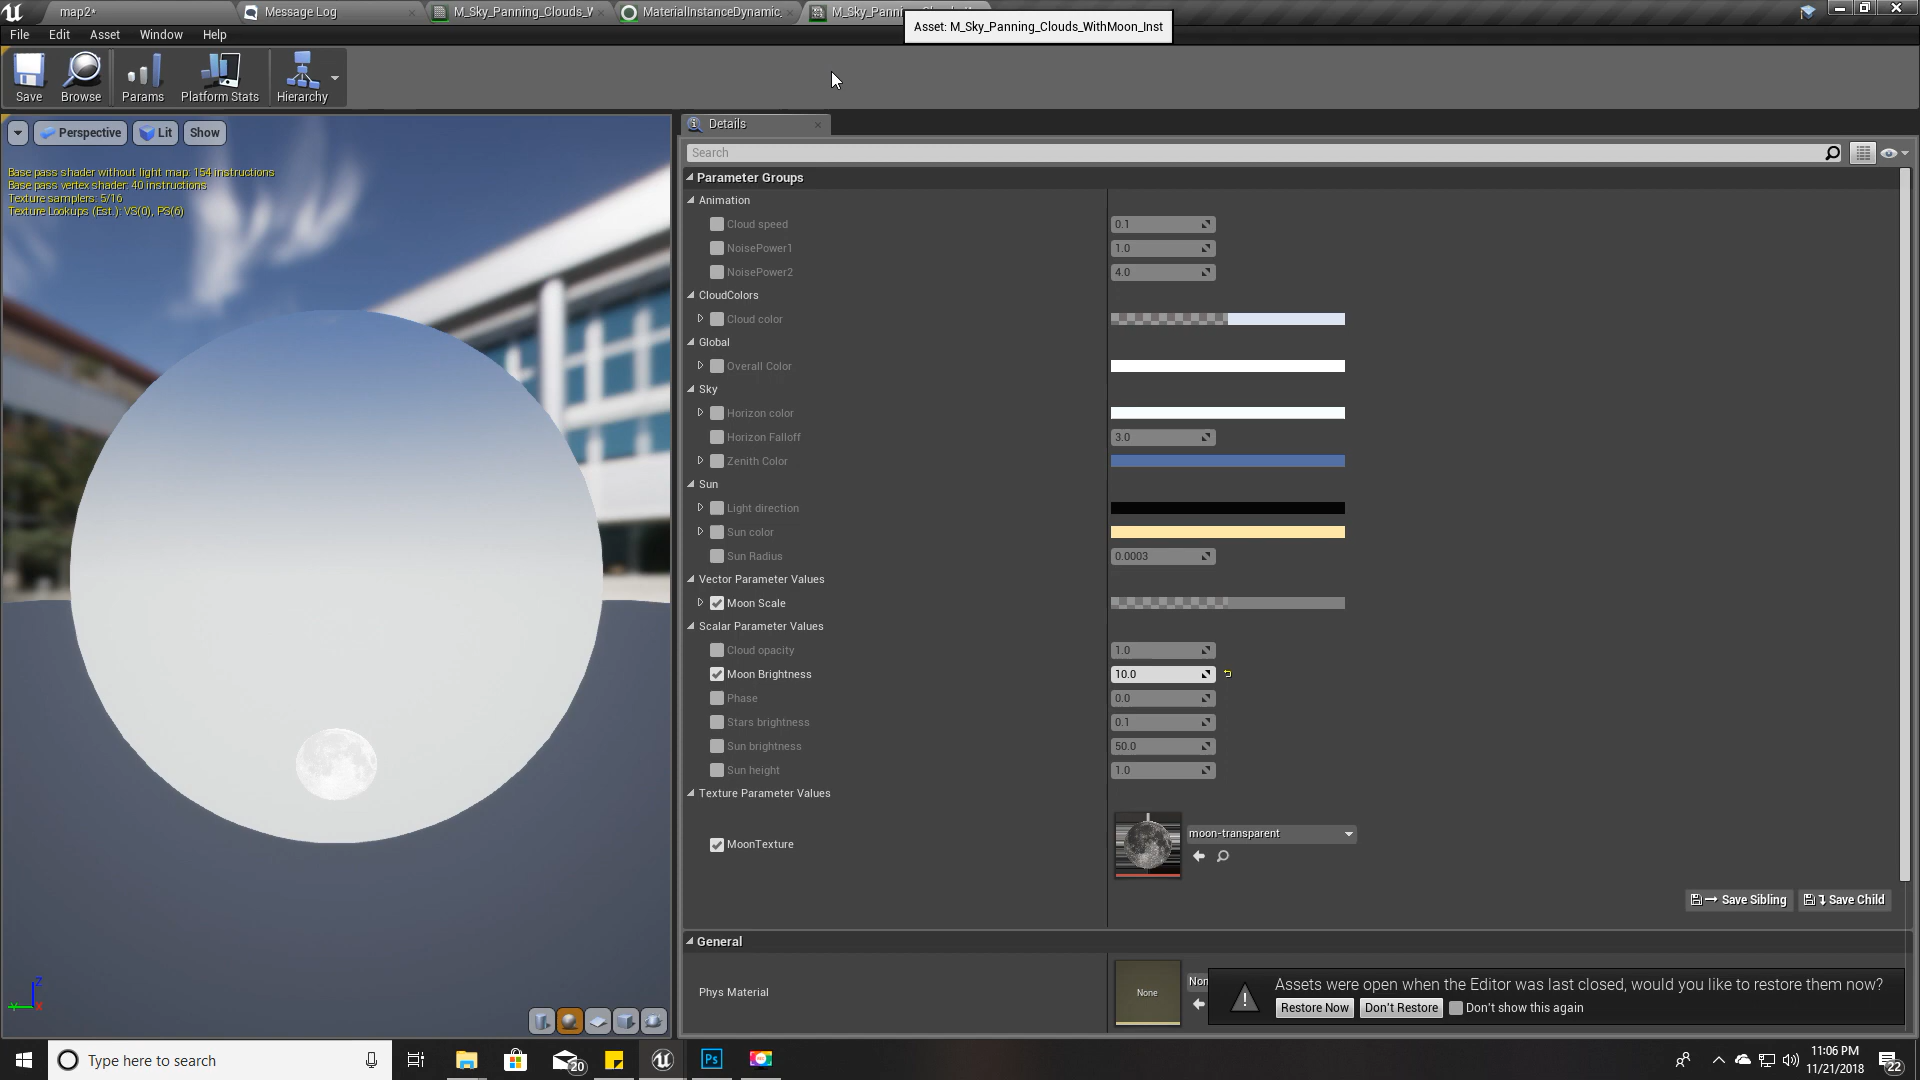 map2*
Message Log
M_Sky_Panning_Clouds_W
MaterialInstanceDynamic
M_Sky_Panning_Clouds_W
Asset: M_Sky_Panning_Clouds_WithMoon_Inst
File
Edit
Asset
Window
Help
Save
Browse
Params
Platform Stats
Hierarchy
Perspective
Lit
Show
Base pass shader without light map: 154 instructions
Base pass vertex shader: 40 instructions
Texture samplers: 5/16
Texture Lookups (Est.): VS(0), PS(6)
Details
Search
Parameter Groups
Animation
Cloud speed 0.1
NoisePower1 1.0
NoisePower2 4.0
CloudColors
Cloud color
Global
Overall Color
Sky
Horizon color
Horizon Falloff 3.0
Zenith Color
Sun
Light direction
Sun color
Sun Radius 0.0003
Vector Parameter Values
Moon Scale
Scalar Parameter Values
Cloud opacity 1.0
Moon Brightness 10.0
Phase 0.0
Stars brightness 0.1
Sun brightness 50.0
Sun height 1.0
Texture Parameter Values
MoonTexture
moon-transparent
Save Sibling
Save Child
General
Phys Material
None
Non
Assets were open when the Editor was last closed, would you like to restore them now?
Restore Now
Don't Restore
Don't show this again
Z
Y
X
Type here to search
20
Ps
11:06 PM
11/21/2018
22